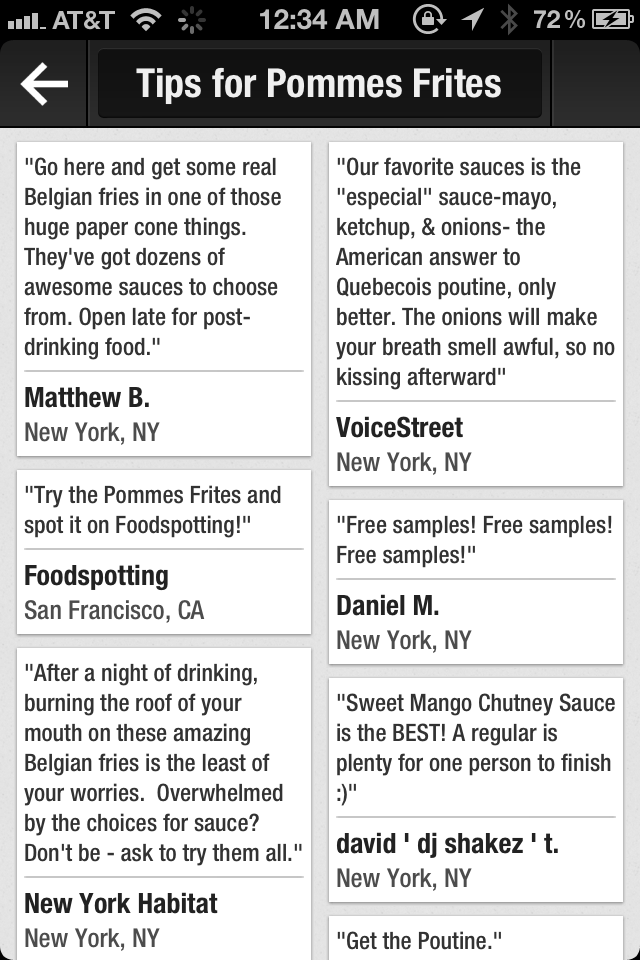 AT&T 12:34 AM 72%
Tips for Pommes Frites
"Go here and get some real
Belgian fries in one of those
huge paper cone things.
They've got dozens of
awesome sauces to choose
from. Open late for post-
drinking food."
Matthew B.
New York, NY
"Try the Pommes Frites and
spot it on Foodspotting!"
Foodspotting
San Francisco, CA
"After a night of drinking,
burning the roof of your
mouth on these amazing
Belgian fries is the least of
your worries.  Overwhelmed
by the choices for sauce?
Don't be - ask to try them all."
New York Habitat
New York, NY
"Our favorite sauces is the
"especial" sauce-mayo,
ketchup, & onions- the
American answer to
Quebecois poutine, only
better. The onions will make
your breath smell awful, so no
kissing afterward"
VoiceStreet
New York, NY
"Free samples! Free samples!
Free samples!"
Daniel M.
New York, NY
"Sweet Mango Chutney Sauce
is the BEST! A regular is
plenty for one person to finish
:)"
david ' dj shakez ' t.
New York, NY
"Get the Poutine."